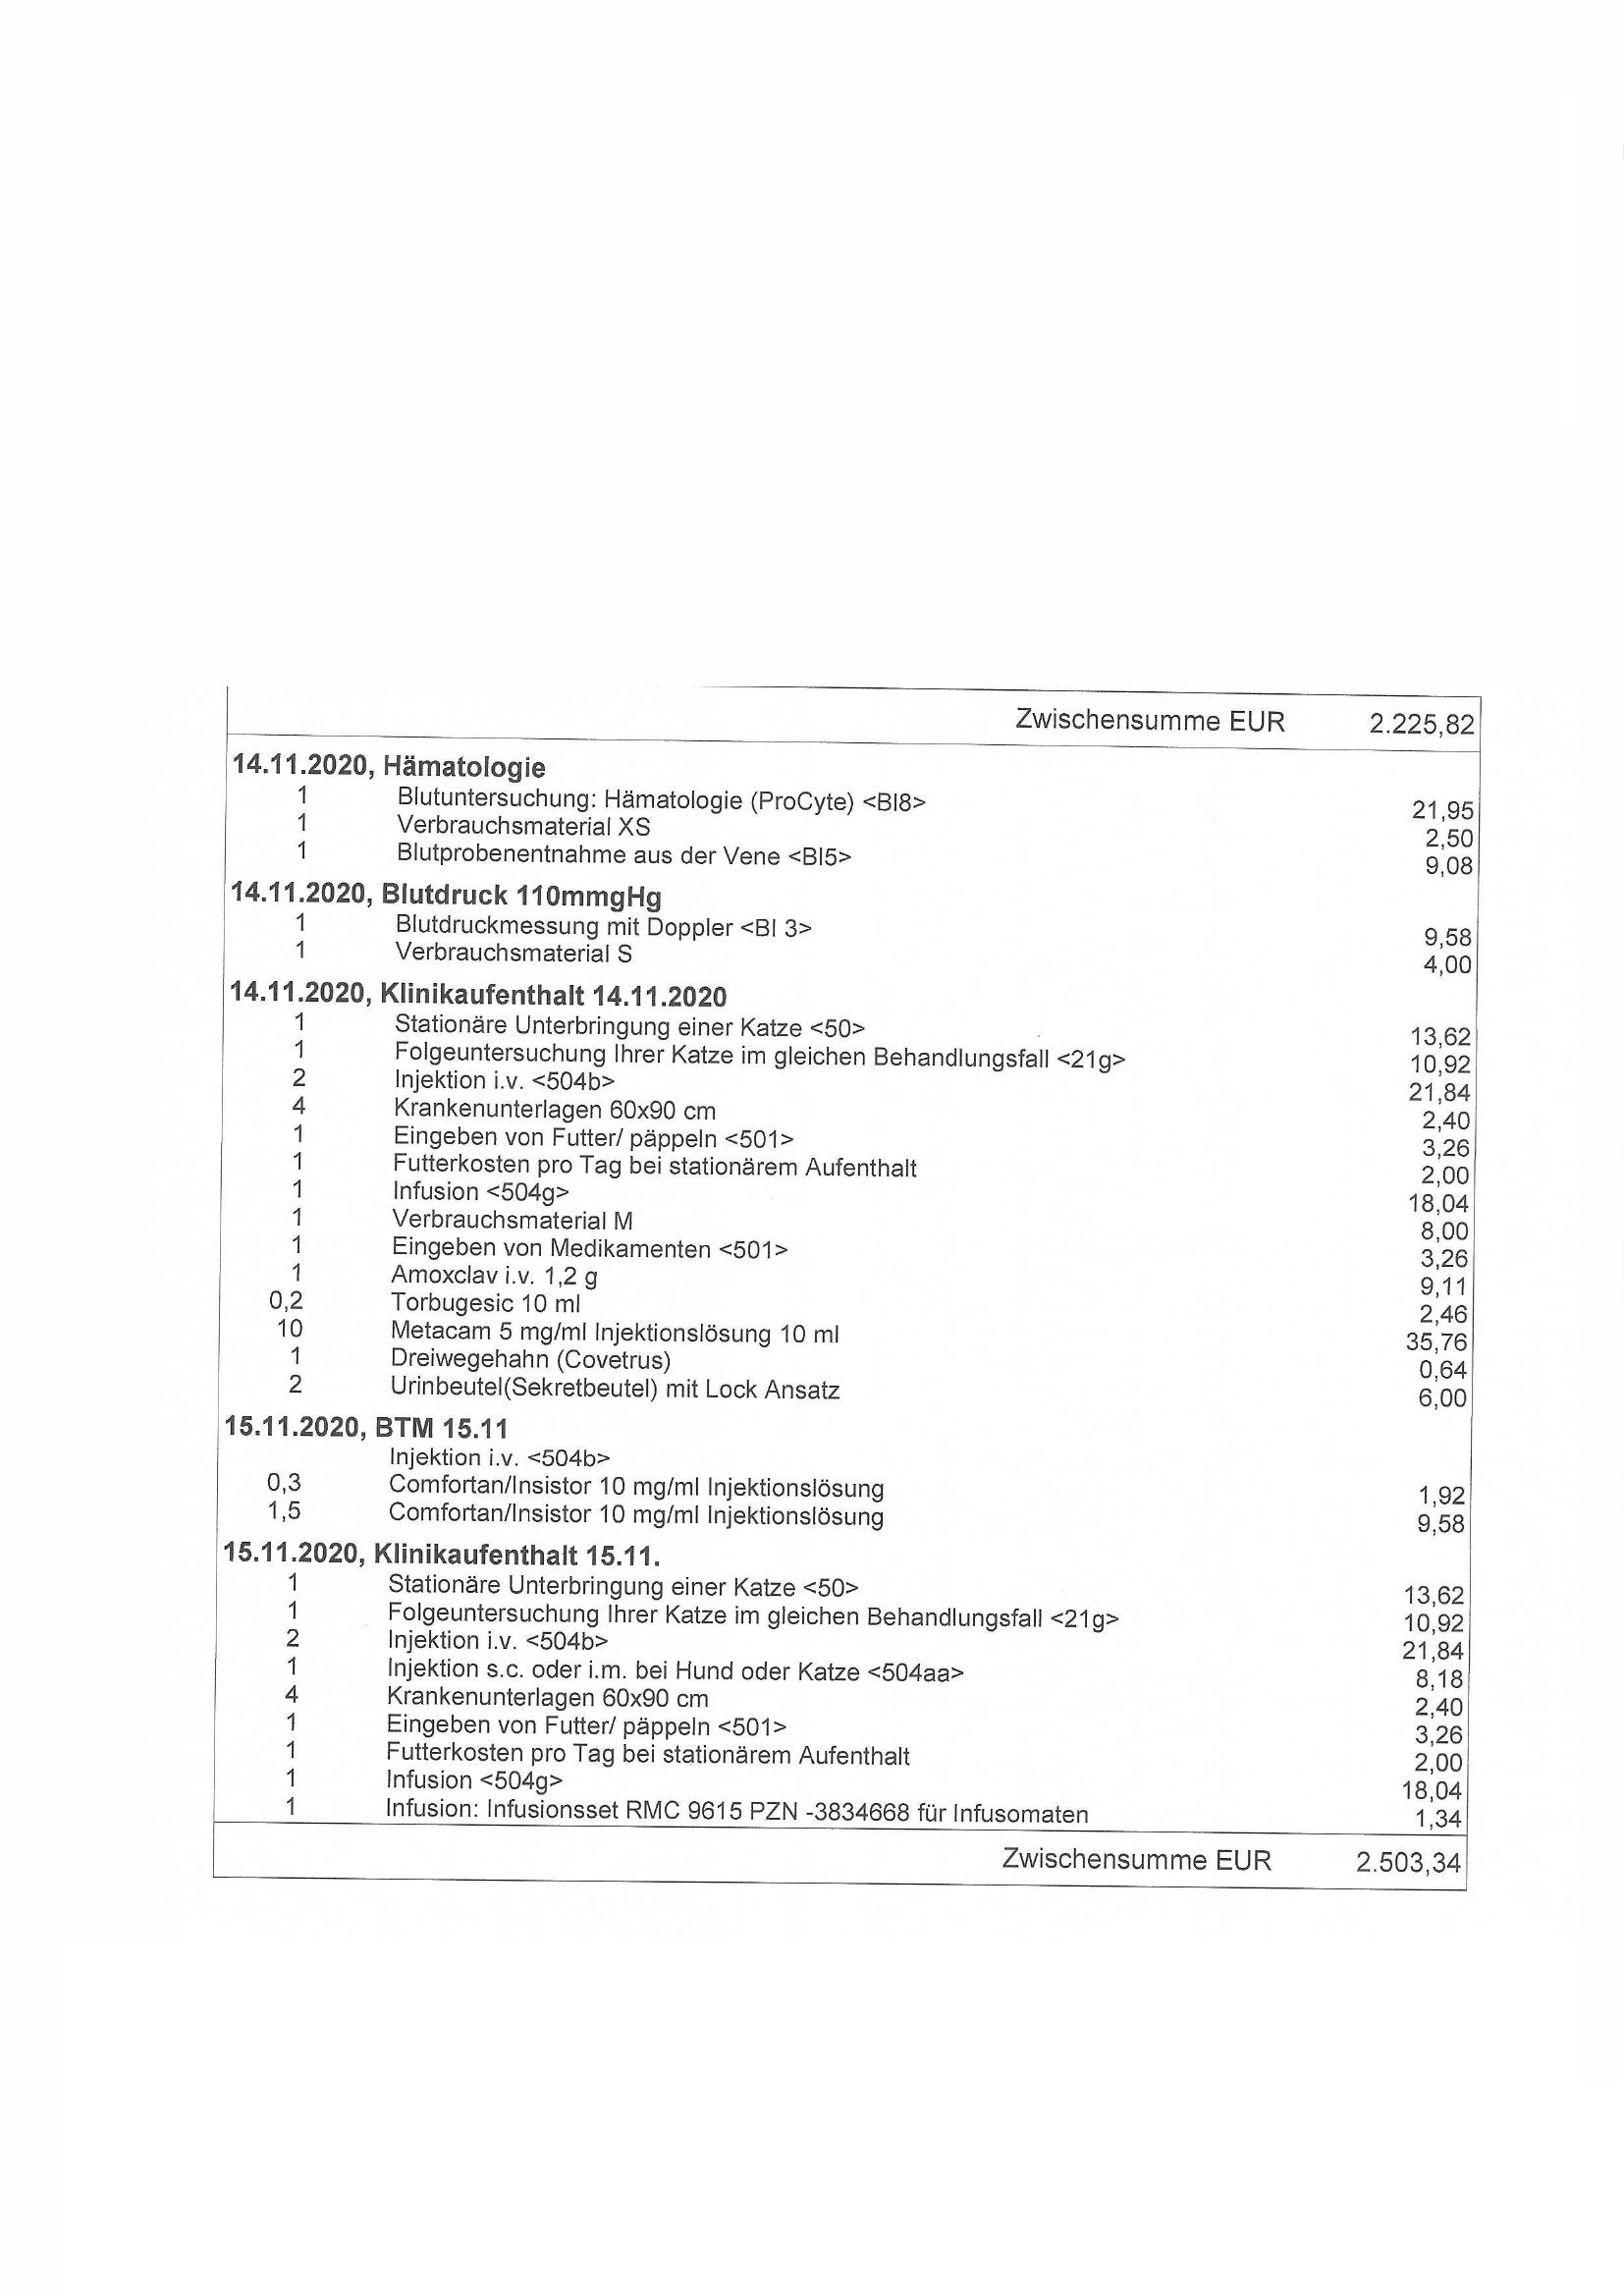 Zwischensumme EUR 2.225,82
14.11.2020, Hämatologie
1 Blutuntersuchung: Hämatologie (ProCyte) <BI8> 21,95
1 Verbrauchsmaterial XS 2,50
1 Blutprobenentnahme aus der Vene <BI5> 9,08
14.11.2020, Blutdruck 110mmgHg
1 Blutdruckmessung mit Doppler <BI 3> 9,58
1 Verbrauchsmaterial S 4,00
14.11.2020, Klinikaufenthalt 14.11.2020
1 Stationäre Unterbringung einer Katze <50> 13,62
1 Folgeuntersuchung Ihrer Katze im gleichen Behandlungsfall <21g> 10,92
2 Injektion i.v. <504b> 21,84
4 Krankenunterlagen 60x90 cm 2,40
1 Eingeben von Futter/ päppeln <501> 3,26
1 Futterkosten pro Tag bei stationärem Aufenthalt 2,00
1 Infusion <504g> 18,04
1 Verbrauchsmaterial M 8,00
1 Eingeben von Medikamenten <501> 3,26
1 Amoxclav i.v. 1,2 g 9,11
0,2 Torbugesic 10 ml 2,46
10 Metacam 5 mg/ml Injektionslösung 10 ml 35,76
1 Dreiwegehahn (Covetrus) 0,64
2 Urinbeutel(Sekretbeutel) mit Lock Ansatz 6,00
15.11.2020, BTM 15.11
Injektion i.v. <504b>
0,3 Comfortan/Insistor 10 mg/ml Injektionslösung 1,92
1,5 Comfortan/Insistor 10 mg/ml Injektionslösung 9,58
15.11.2020, Klinikaufenthalt 15.11.
1 Stationäre Unterbringung einer Katze <50> 13,62
1 Folgeuntersuchung Ihrer Katze im gleichen Behandlungsfall <21g> 10,92
2 Injektion i.v. <504b> 21,84
1 Injektion s.c. oder i.m. bei Hund oder Katze <504aa> 8,18
4 Krankenunterlagen 60x90 cm 2,40
1 Eingeben von Futter/ päppeln <501> 3,26
1 Futterkosten pro Tag bei stationärem Aufenthalt 2,00
1 Infusion <504g> 18,04
1 Infusion: Infusionsset RMC 9615 PZN -3834668 für Infusomaten 1,34
Zwischensumme EUR 2.503,34